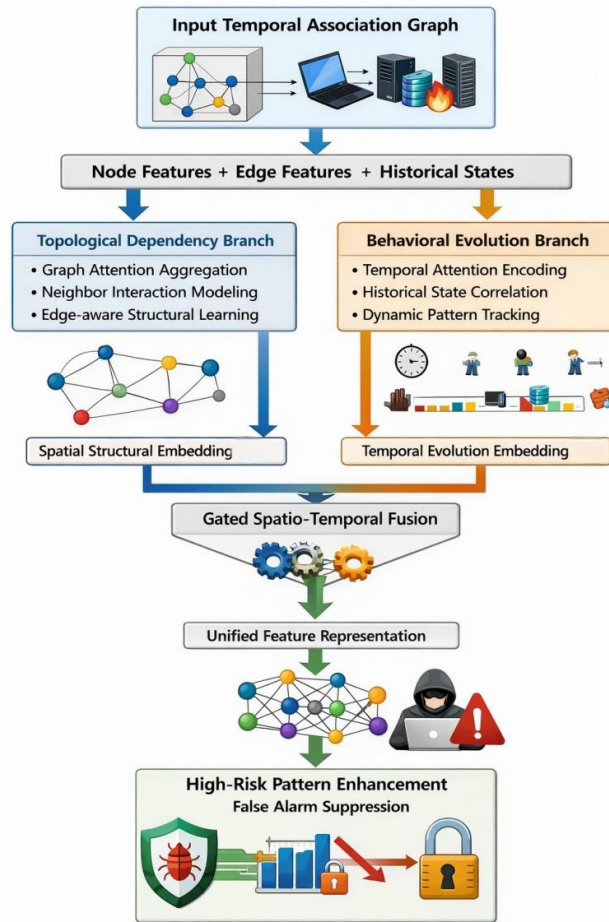 Input Temporal Association Graph
Node Features + Edge Features + Historical States
Topological Dependency Branch
• Graph Attention Aggregation
• Neighbor Interaction Modeling
• Edge-aware Structural Learning
Behavioral Evolution Branch
• Temporal Attention Encoding
• Historical State Correlation
• Dynamic Pattern Tracking
Spatial Structural Embedding
Temporal Evolution Embedding
Gated Spatio-Temporal Fusion
Unified Feature Representation
High-Risk Pattern Enhancement
False Alarm Suppression